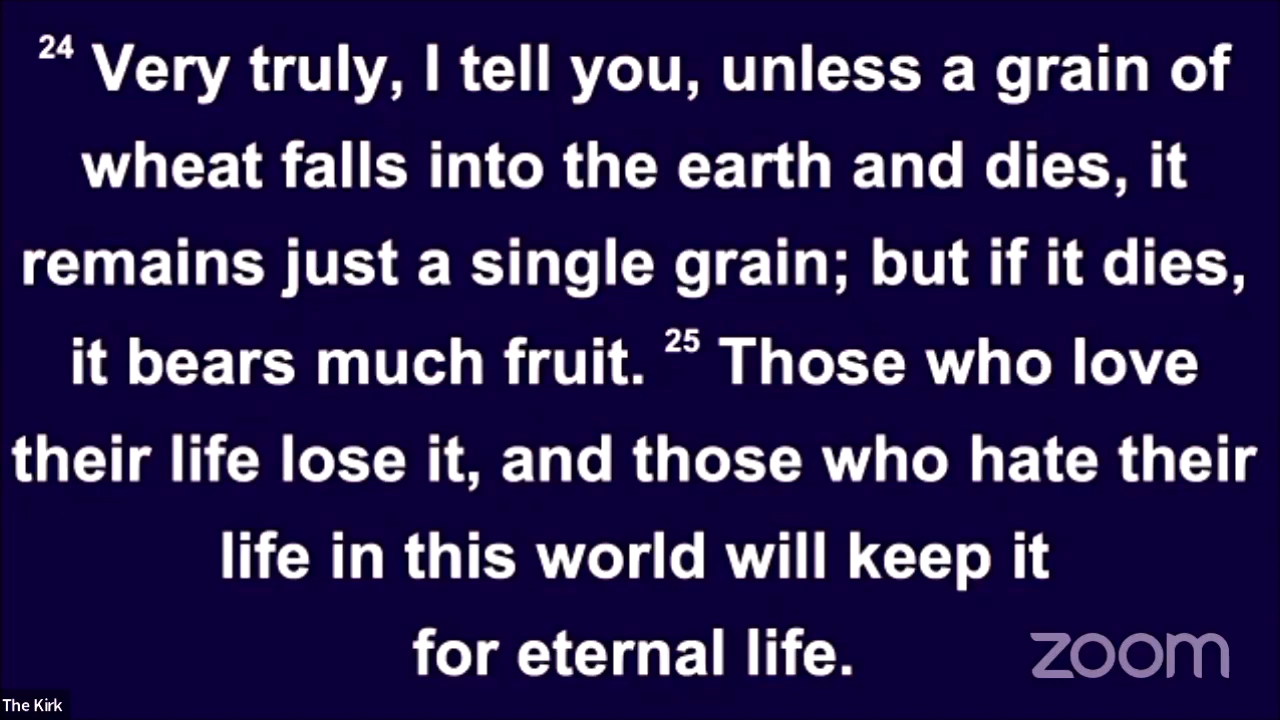 24 Very truly, I tell you, unless a grain of
wheat falls into the earth and dies, it
remains just a single grain; but if it dies,
it bears much fruit. 25 Those who love
their life lose it, and those who hate their
life in this world will keep it
for eternal life.
zoom
The Kirk